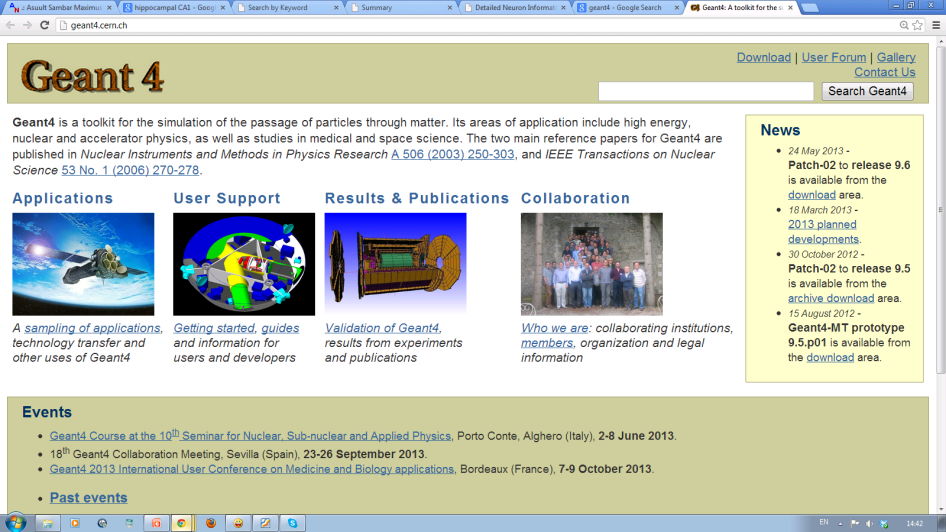 .: Asuult Sambar Maximus
hippocampal CA1 - Googl
Search by Keyword
Summary
Detailed Neuron Informat
geant4 - Google Search
Geant4: A toolkit for the si
geant4.cern.ch
Geant 4
Download | User Forum | Gallery
Contact Us
Search Geant4
Geant4 is a toolkit for the simulation of the passage of particles through matter. Its areas of application include high energy,
nuclear and accelerator physics, as well as studies in medical and space science. The two main reference papers for Geant4 are
published in Nuclear Instruments and Methods in Physics Research A 506 (2003) 250-303, and IEEE Transactions on Nuclear
Science 53 No. 1 (2006) 270-278.
Applications
A sampling of applications,
technology transfer and
other uses of Geant4
User Support
Getting started, guides
and information for
users and developers
Results & Publications
Validation of Geant4,
results from experiments
and publications
Collaboration
Who we are: collaborating institutions,
members, organization and legal
information
News
24 May 2013 -
Patch-02 to release 9.6
is available from the
download area.
18 March 2013 -
2013 planned
developments.
30 October 2012 -
Patch-02 to release 9.5
is available from the
archive download area.
15 August 2012 -
Geant4-MT prototype
9.5.p01 is available from
the download area.
Events
Geant4 Course at the 10th Seminar for Nuclear, Sub-nuclear and Applied Physics, Porto Conte, Alghero (Italy), 2-8 June 2013.
18th Geant4 Collaboration Meeting, Sevilla (Spain), 23-26 September 2013.
Geant4 2013 International User Conference on Medicine and Biology applications, Bordeaux (France), 7-9 October 2013.
Past events
EN
14:42